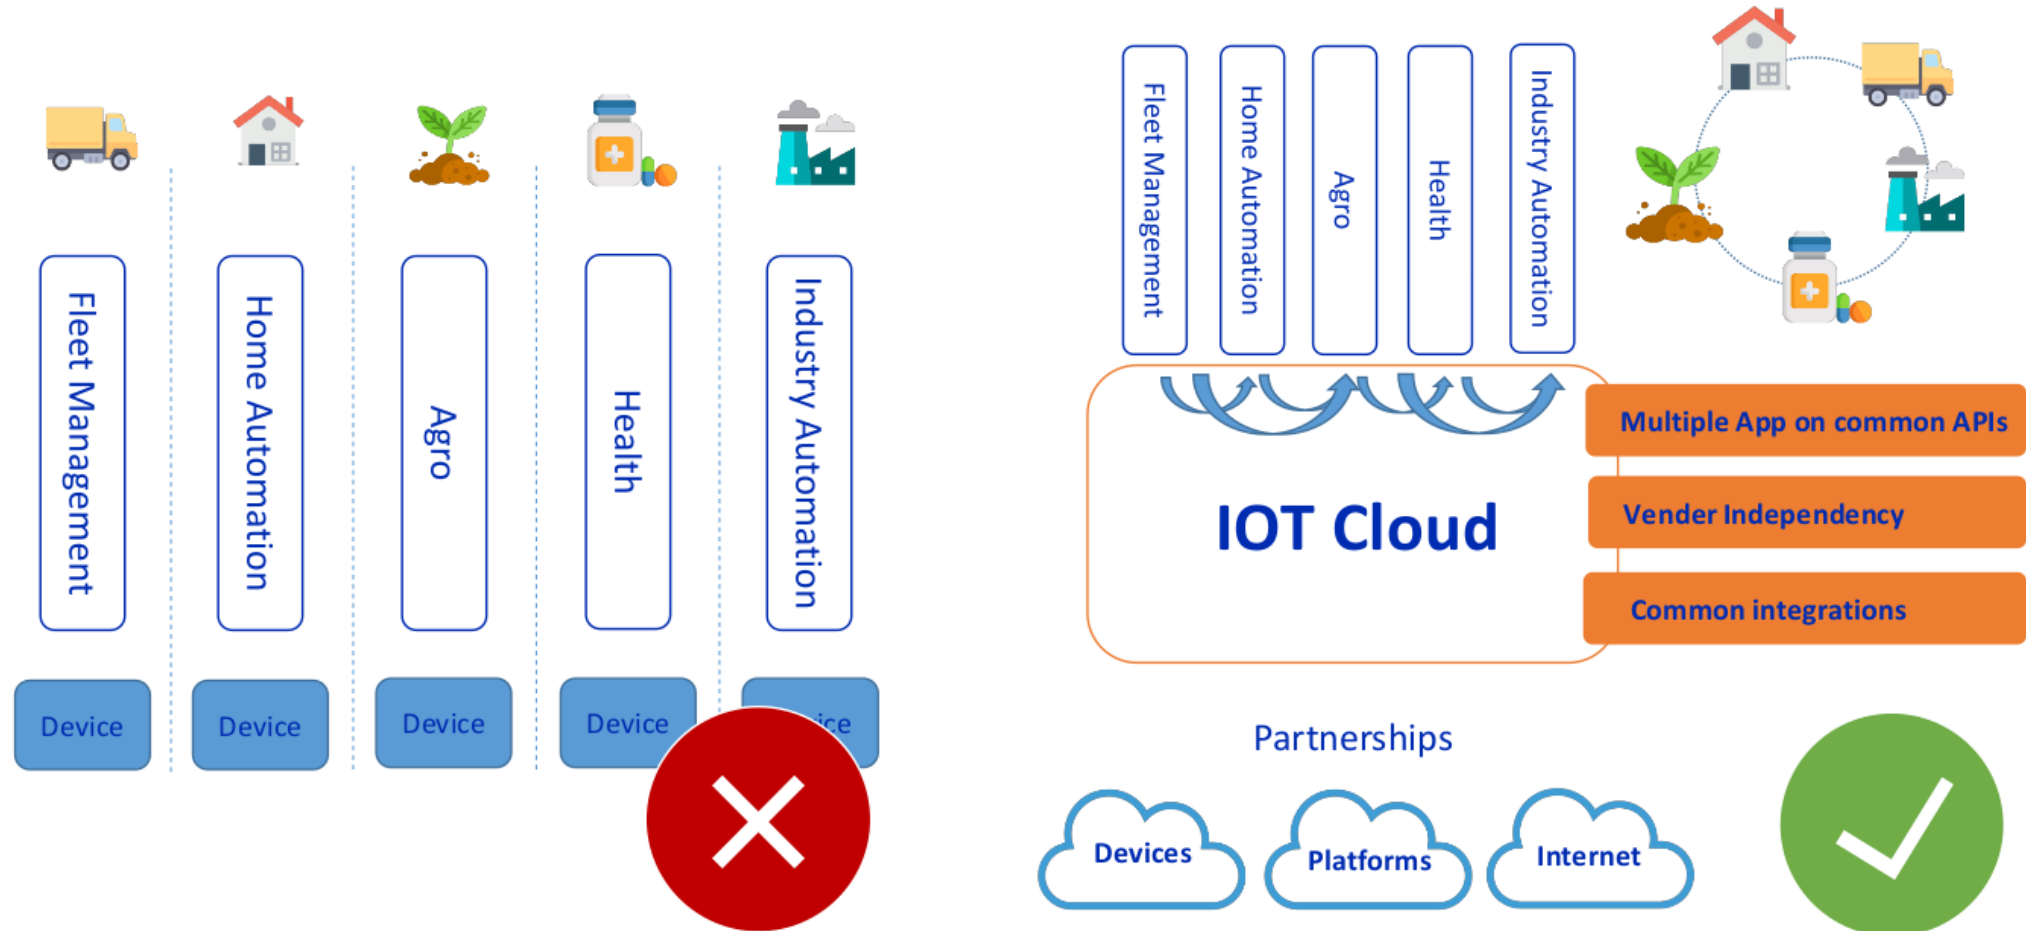 Fleet Management
Home Automation
Agro
Health
Industry Automation
Device
Device
Device
Device
Fleet Management
Home Automation
Agro
Health
Industry Automation
IOT Cloud
Multiple App on common APIs
Vender Independency
Common integrations
Partnerships
Devices
Platforms
Internet